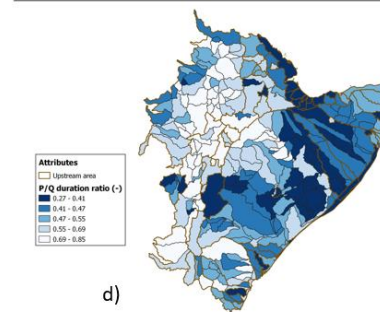 Attributes
Upstream area
P/Q duration ratio (-)
0.27 - 0.41
0.41 - 0.47
0.47 - 0.55
0.55 - 0.69
0.69 - 0.85
d)